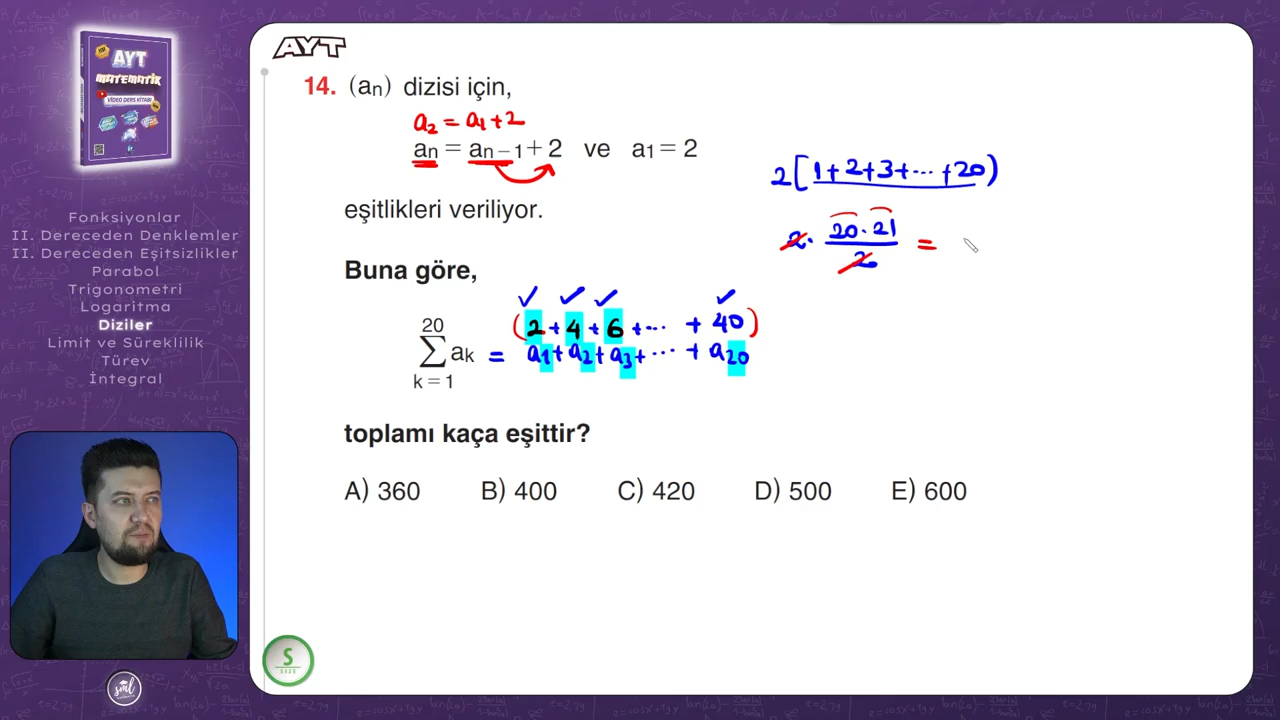 AYT
MATEMATİK
VİDEO DERS KİTABI
Fonksiyonlar
II. Dereceden Denklemler
II. Dereceden Eşitsizlikler
Parabol
Trigonometri
Logaritma
Diziler
Limit ve Süreklilik
Türev
İntegral
sml
AYT
14. (an) dizisi için,
a2 = a1+2
an = an−1+2 ve a1=2
eşitlikleri veriliyor.
2[1+2+3+...+20)
2. 20.21 =
2
Buna göre,
(2+4+6+... + 40)
20
∑ ak = a1+a2+a3+... + a20
k=1
toplamı kaça eşittir?
A) 360 B) 400 C) 420 D) 500 E) 600
S
SIZE